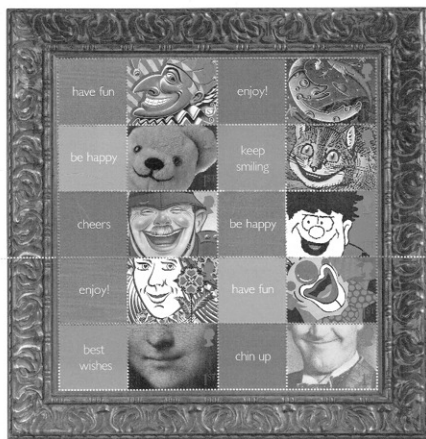 have fun
enjoy!
be happy
keep
smiling
cheers
be happy
enjoy!
have fun
best
wishes
chin up